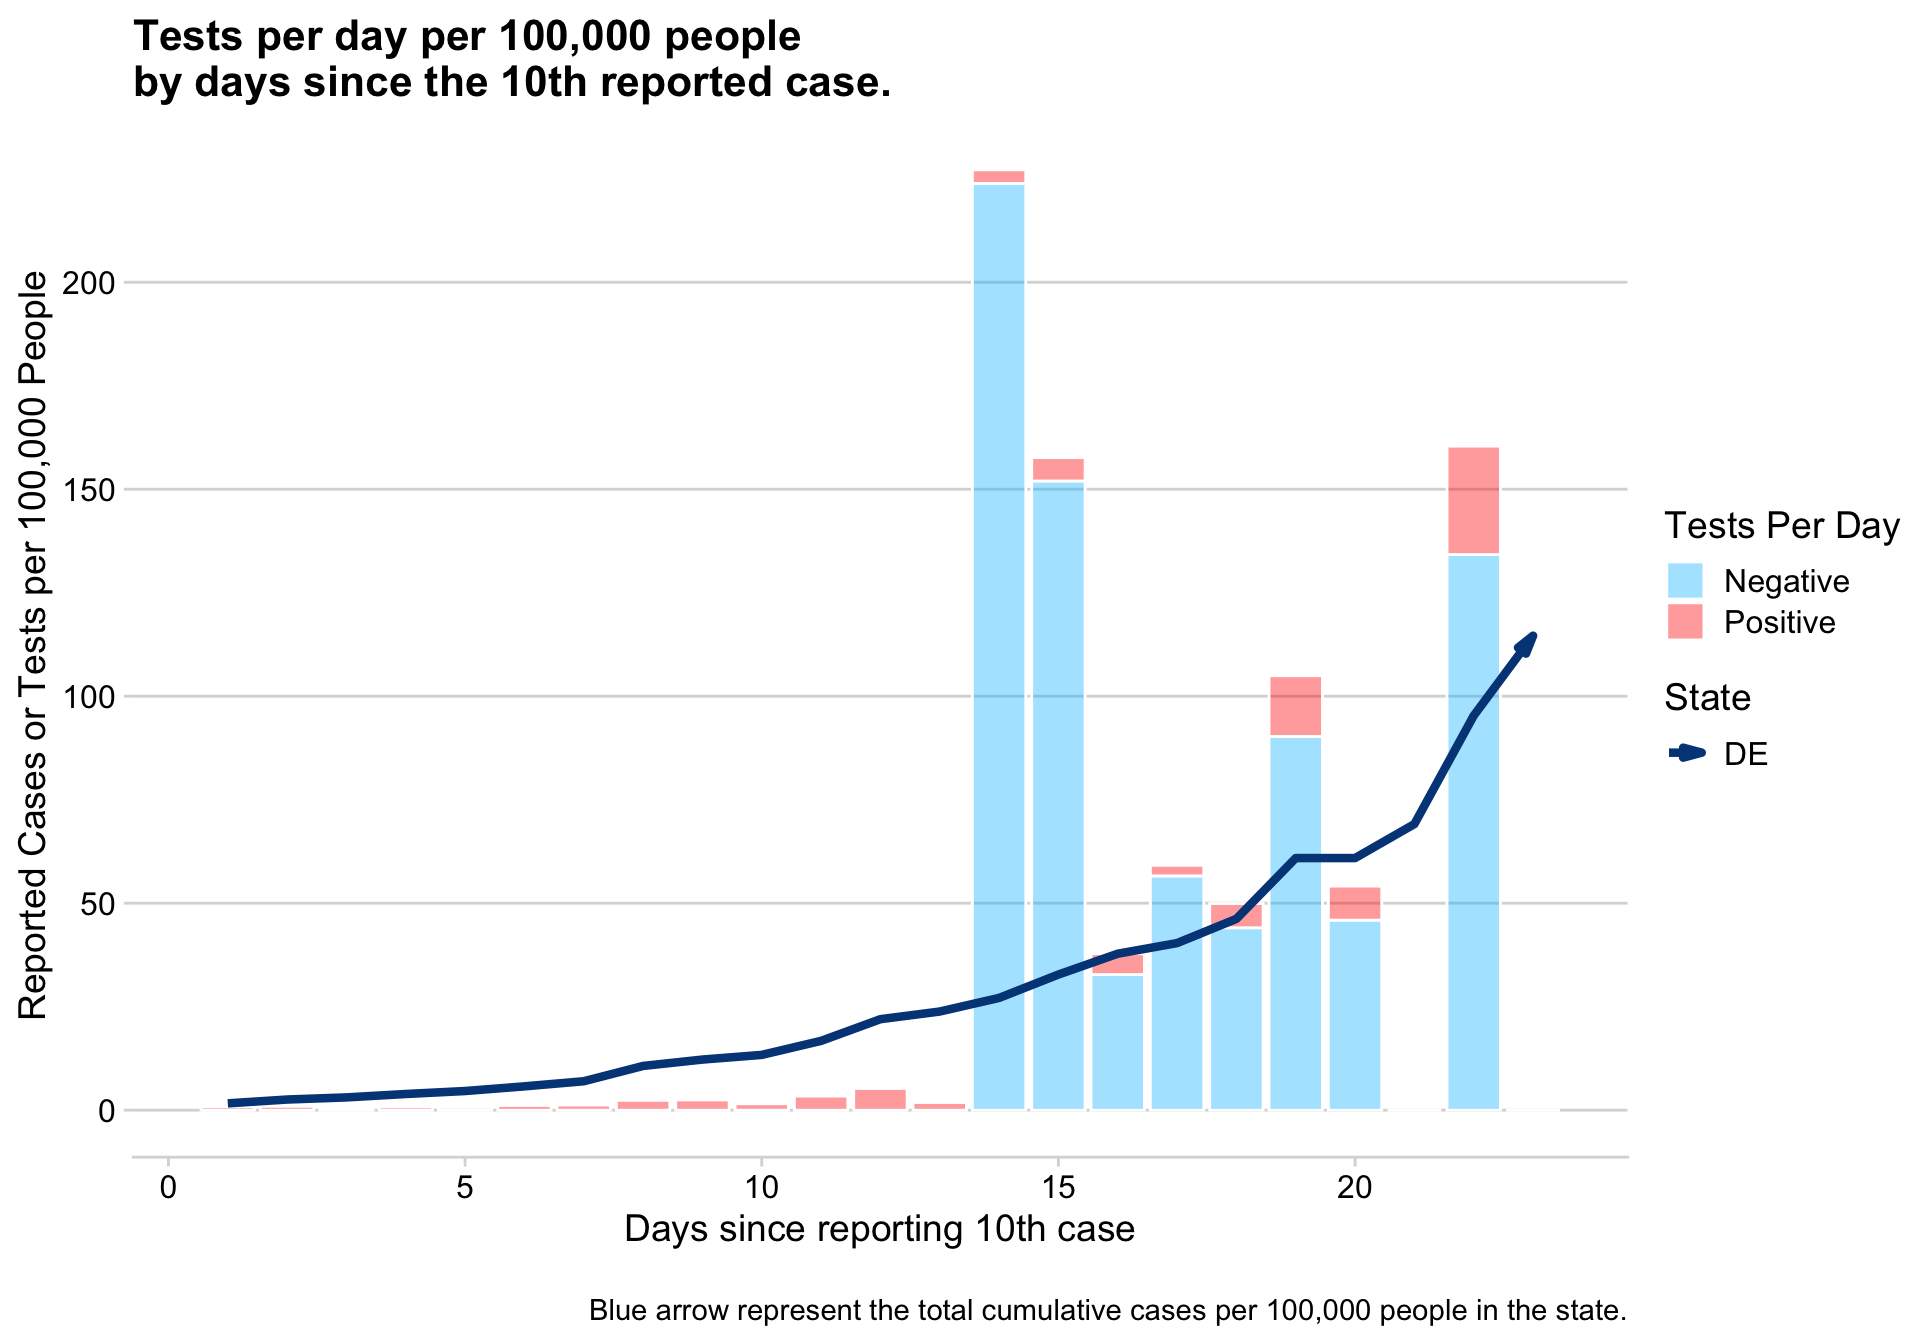 Tests per day per 100,000 people
by days since the 10th reported case.
Reported Cases or Tests per 100,000 People
200
150
100
50
0
0
5
10
15
20
Days since reporting 10th case
Tests Per Day
Negative
Positive
State
DE
Blue arrow represent the total cumulative cases per 100,000 people in the state.